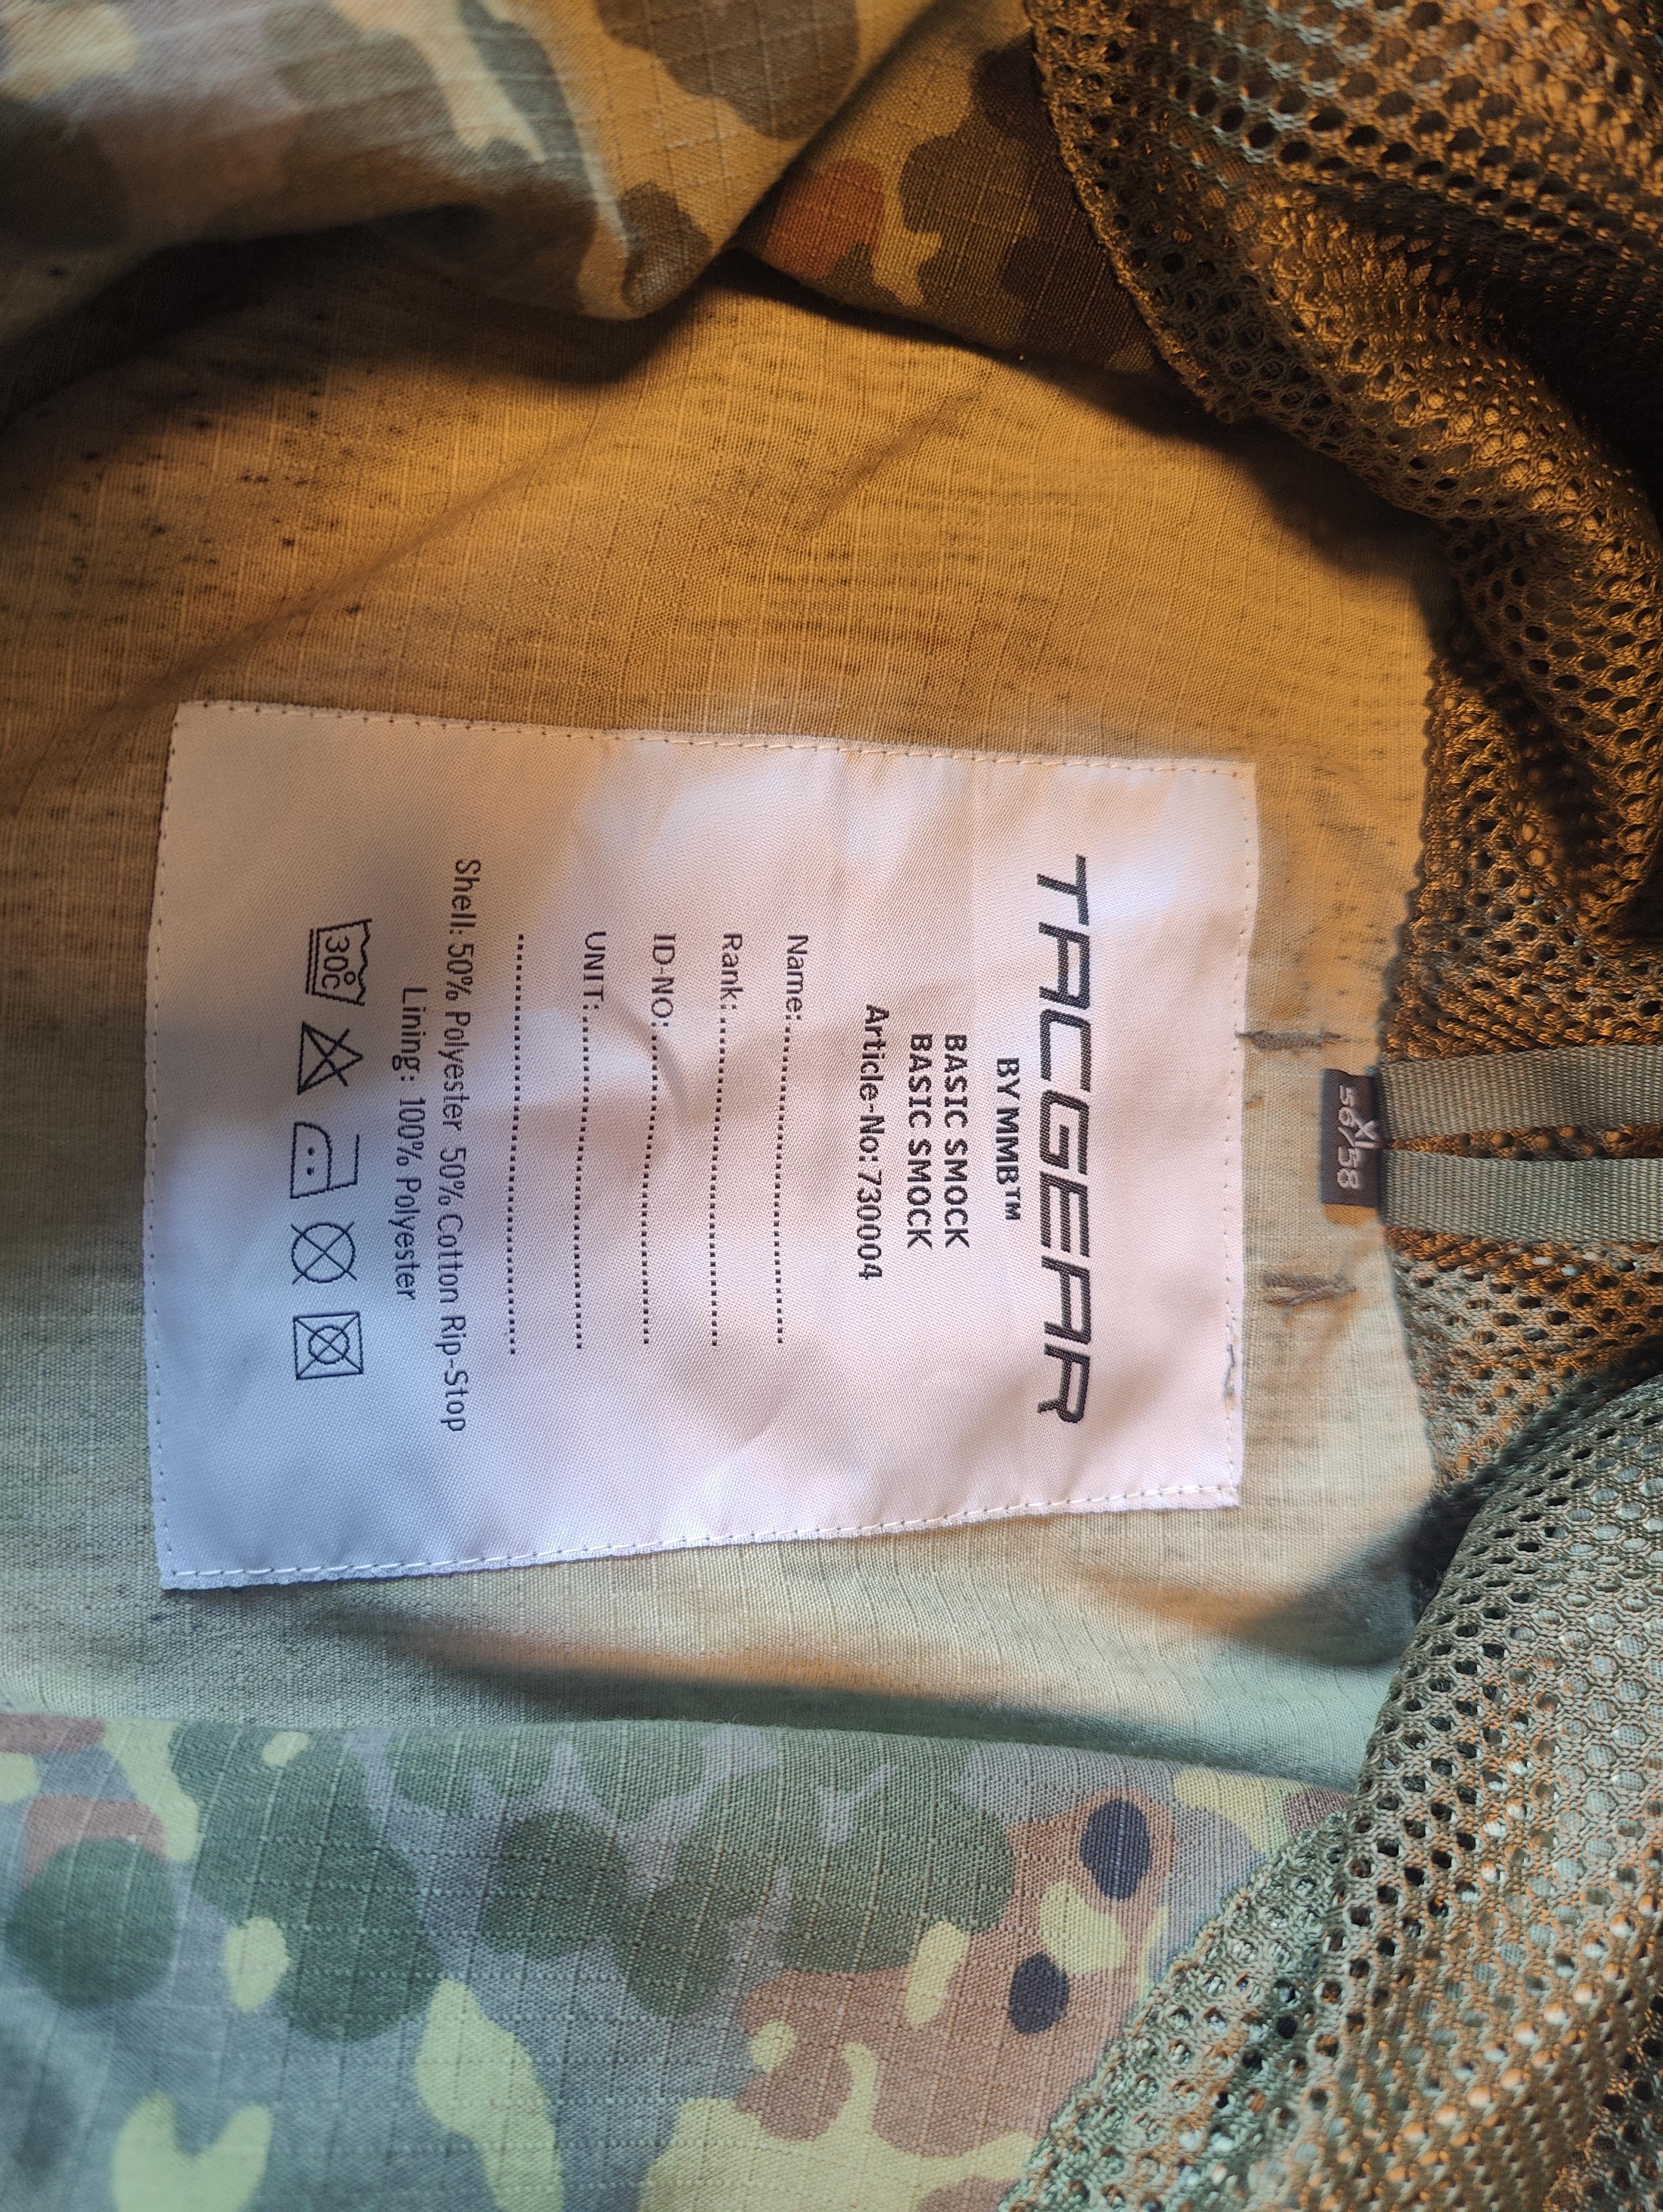 XL
56/58
TACGEAR
BY MMB™
BASIC SMOCK
BASIC SMOCK
Article-No: 730004
Name:................................
Rank:................................
ID-NO:................................
UNIT:................................
................................
Shell: 50% Polyester 50% Cotton Rip-Stop
Lining: 100% Polyester
30°C